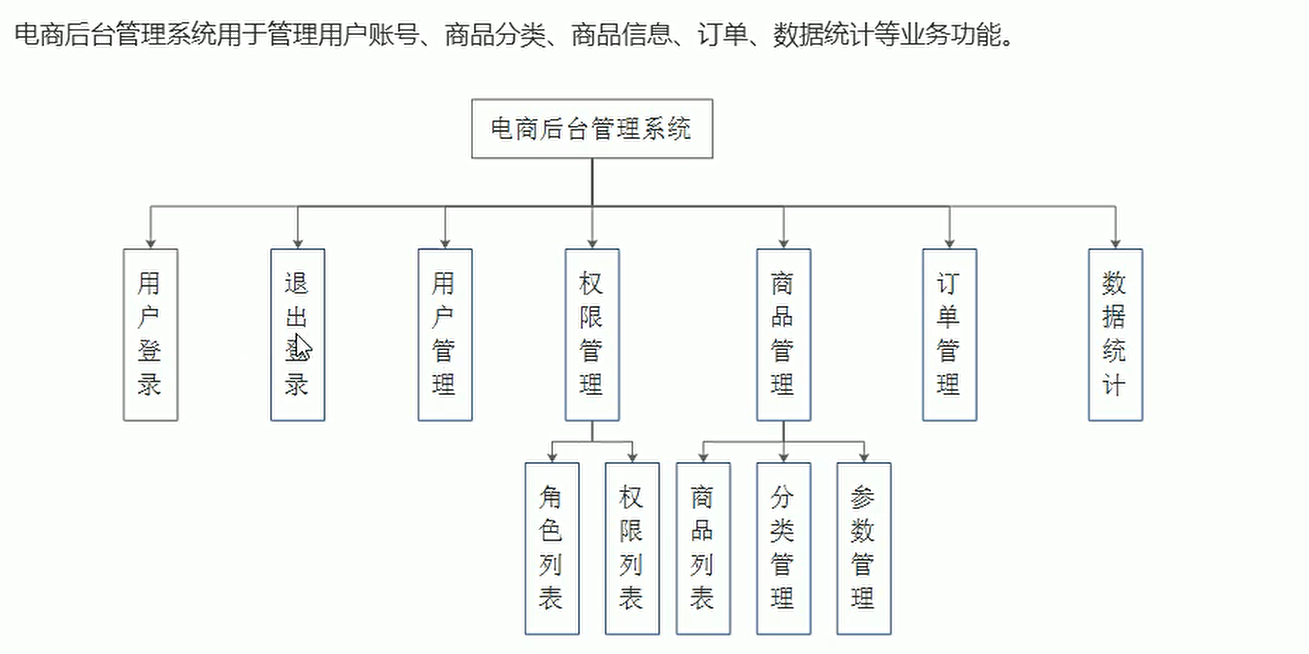 电商后台管理系统用于管理用户账号、商品分类、商品信息、订单、数据统计等业务功能。
电商后台管理系统
用户登录
退出登录
用户管理
权限管理
商品管理
订单管理
数据统计
角色列表
权限列表
商品列表
分类管理
参数管理